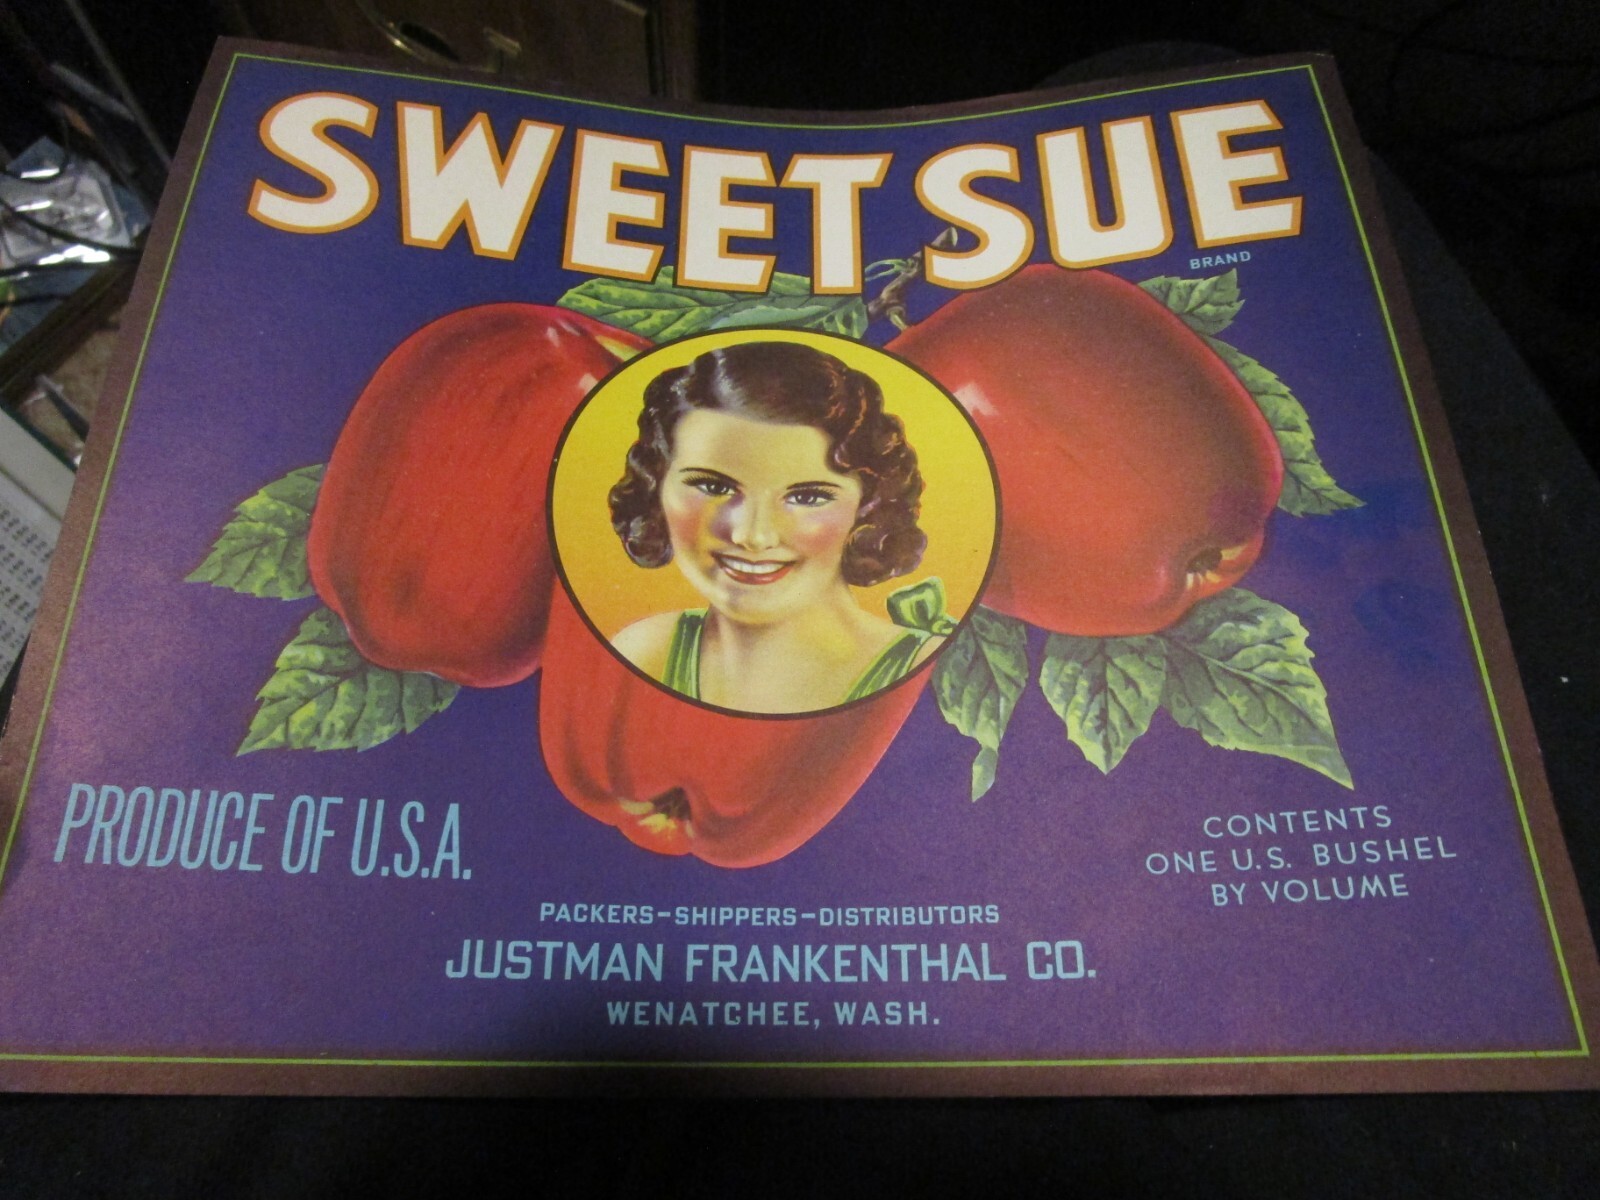 SWEET SUE
BRAND
PRODUCE OF U.S.A.
CONTENTS
ONE U.S. BUSHEL
BY VOLUME
PACKERS-SHIPPERS-DISTRIBUTORS
JUSTMAN FRANKENTHAL CO.
WENATCHEE, WASH.